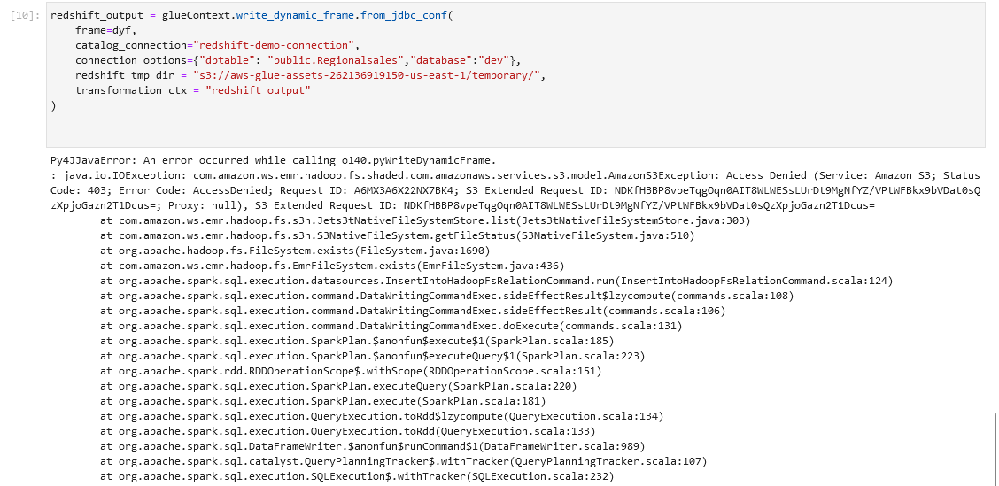 [10]: redshift_output = glueContext.write_dynamic_frame.from_jdbc_conf(
    frame=dyf,
    catalog_connection="redshift-demo-connection",
    connection_options={"dbtable": "public.Regionalsales","database":"dev"},
    redshift_tmp_dir = "s3://aws-glue-assets-262136919150-us-east-1/temporary/",
    transformation_ctx = "redshift_output"
)
Py4JJavaError: An error occurred while calling o140.pyWriteDynamicFrame.
: java.io.IOException: com.amazon.ws.emr.hadoop.fs.shaded.com.amazonaws.services.s3.model.AmazonS3Exception: Access Denied (Service: Amazon S3; Status
Code: 403; Error Code: AccessDenied; Request ID: A6MX3A6X22NX7BK4; S3 Extended Request ID: NDKfHBBP8vpeTqgOqn0AIT8WLWESsLUrDt9MgNfYZ/VPtWFBkx9bVDat0sQ
zXpjoGazn2T1Dcus=; Proxy: null), S3 Extended Request ID: NDKfHBBP8vpeTqgOqn0AIT8WLWESsLUrDt9MgNfYZ/VPtWFBkx9bVDat0sQzXpjoGazn2T1Dcus=
        at com.amazon.ws.emr.hadoop.fs.s3n.Jets3tNativeFileSystemStore.list(Jets3tNativeFileSystemStore.java:303)
        at com.amazon.ws.emr.hadoop.fs.s3n.S3NativeFileSystem.getFileStatus(S3NativeFileSystem.java:510)
        at org.apache.hadoop.fs.FileSystem.exists(FileSystem.java:1690)
        at com.amazon.ws.emr.hadoop.fs.EmrFileSystem.exists(EmrFileSystem.java:436)
        at org.apache.spark.sql.execution.datasources.InsertIntoHadoopFsRelationCommand.run(InsertIntoHadoopFsRelationCommand.scala:124)
        at org.apache.spark.sql.execution.command.DataWritingCommandExec.sideEffectResult$lzycompute(commands.scala:108)
        at org.apache.spark.sql.execution.command.DataWritingCommandExec.sideEffectResult(commands.scala:106)
        at org.apache.spark.sql.execution.command.DataWritingCommandExec.doExecute(commands.scala:131)
        at org.apache.spark.sql.execution.SparkPlan.$anonfun$execute$1(SparkPlan.scala:185)
        at org.apache.spark.sql.execution.SparkPlan.$anonfun$executeQuery$1(SparkPlan.scala:223)
        at org.apache.spark.rdd.RDDOperationScope$.withScope(RDDOperationScope.scala:151)
        at org.apache.spark.sql.execution.SparkPlan.executeQuery(SparkPlan.scala:220)
        at org.apache.spark.sql.execution.SparkPlan.execute(SparkPlan.scala:181)
        at org.apache.spark.sql.execution.QueryExecution.toRdd$lzycompute(QueryExecution.scala:134)
        at org.apache.spark.sql.execution.QueryExecution.toRdd(QueryExecution.scala:133)
        at org.apache.spark.sql.DataFrameWriter.$anonfun$runCommand$1(DataFrameWriter.scala:989)
        at org.apache.spark.sql.catalyst.QueryPlanningTracker$.withTracker(QueryPlanningTracker.scala:107)
        at org.apache.spark.sql.execution.SQLExecution$.withTracker(SQLExecution.scala:232)